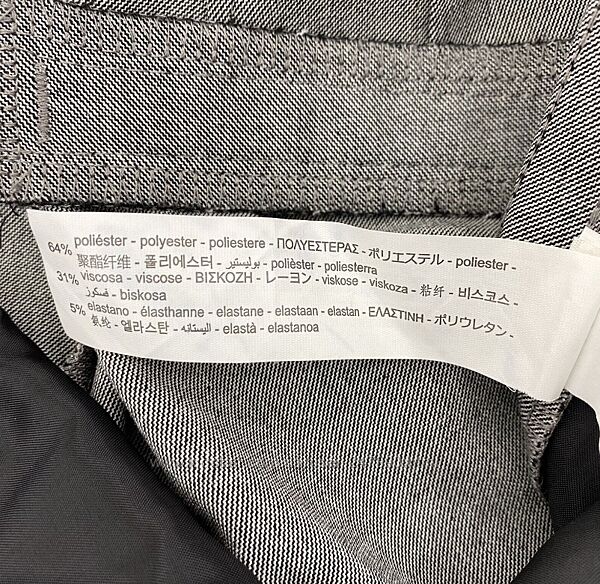 64% poliéster - polyester - poliestere - ΠΟΛΥΕΣΤΕΡΑΣ - ポリエステル - poliester -
聚酯纤维 - 폴리에스터 - بوليستير - polièster - poliesterra
31% viscosa - viscose - ΒΙΣΚΟΖΗ - レーヨン - viskose - viskoza - 粘纤 - 비스코스 -
فسكوز - biskosa
5% elastano - élasthanne - elastane - elastaan - elastan - ΕΛΑΣΤΙΝΗ - ポリウレタン -
氨纶 - 엘라스탄 - اليستانه - elastà - elastanoa